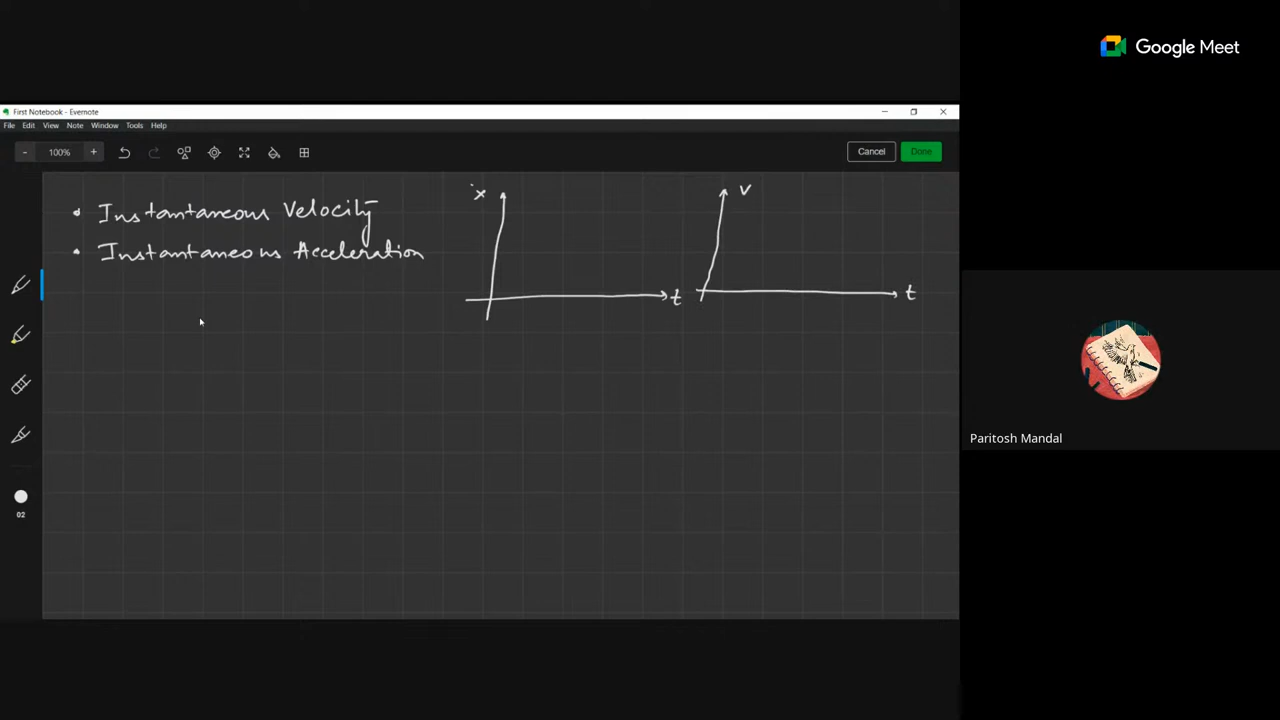 Google Meet
First Notebook - Evernote
File Edit View Note Window Tools Help
- 100% + Cancel Done
• Instantaneous Velocity
• Instantaneous Acceleration
x
t
v
t
02
Paritosh Mandal